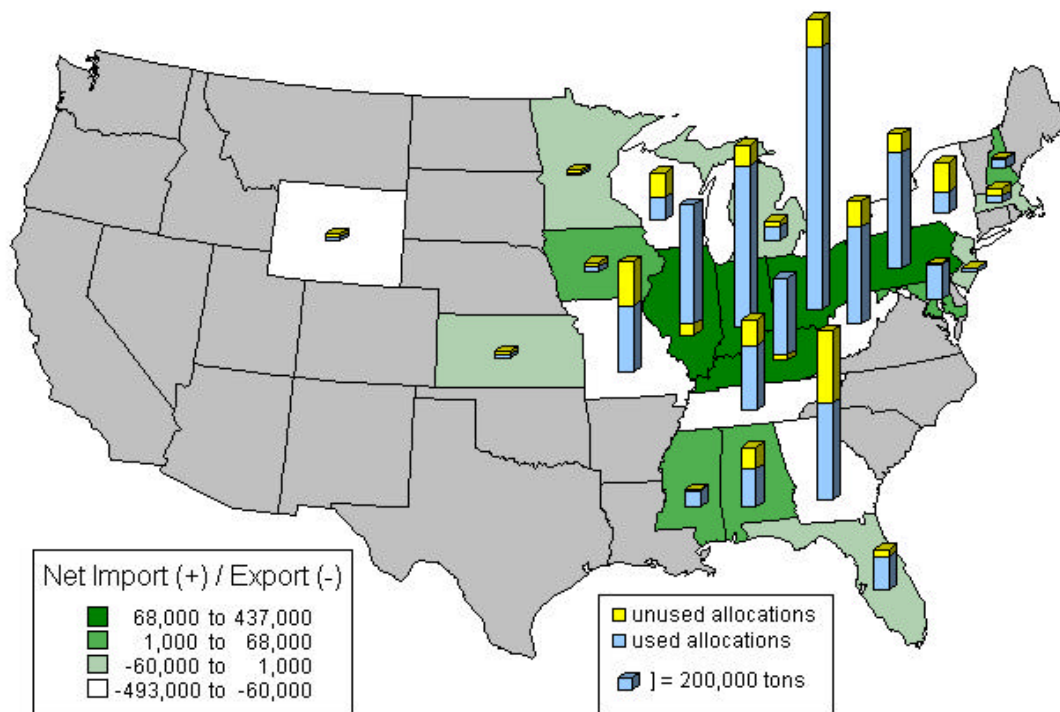 Net Import (+) / Export (-)
68,000 to 437,000
1,000 to 68,000
-60,000 to 1,000
-493,000 to -60,000
unused allocations
used allocations
] = 200,000 tons